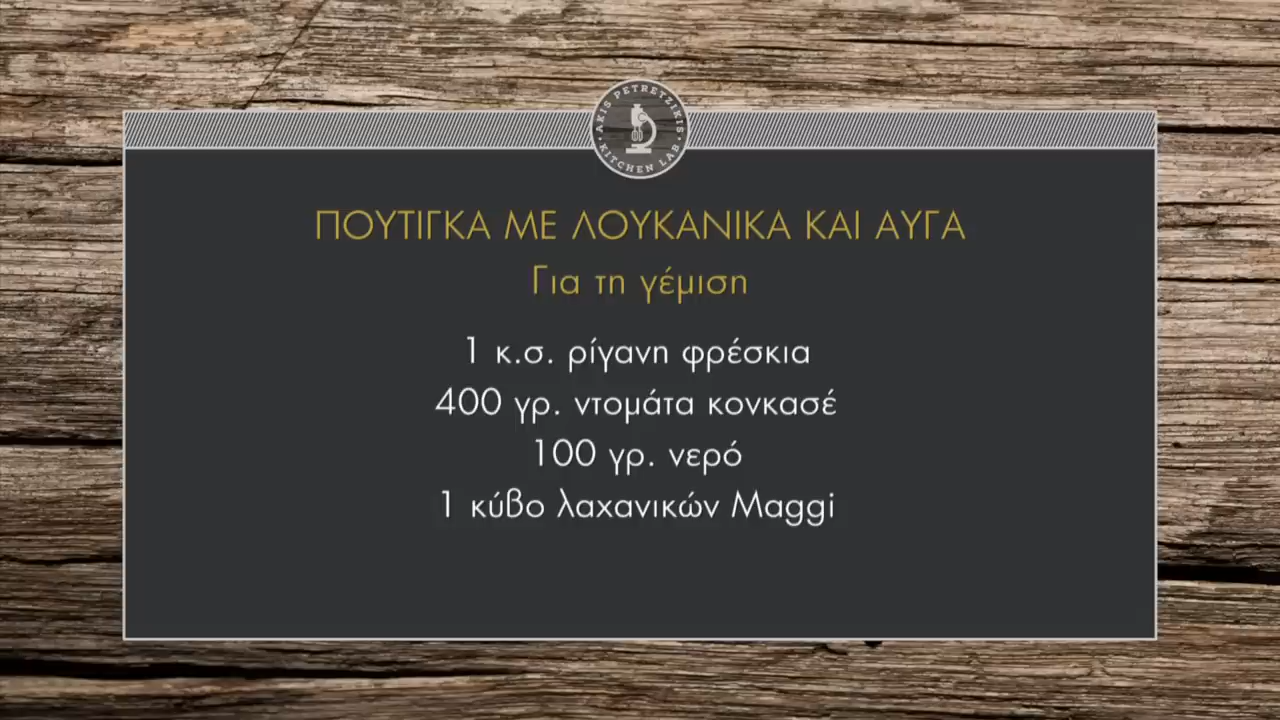 AKIS PETRETZIKIS
KITCHEN LAB
ΠΟΥΤΙΓΚΑ ΜΕ ΛΟΥΚΑΝΙΚΑ ΚΑΙ ΑΥΓΑ
Για τη γέμιση
1 κ.σ. ρίγανη φρέσκια
400 γρ. ντομάτα κονκασέ
100 γρ. νερό
1 κύβο λαχανικών Maggi